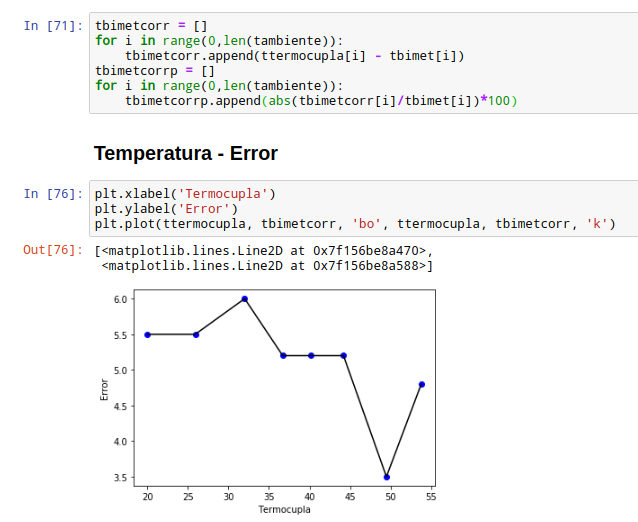 In [71]: tbimetcorr = []
for i in range(0,len(tambiente)):
    tbimetcorr.append(ttermocupla[i] - tbimet[i])
tbimetcorrp = []
for i in range(0,len(tambiente)):
    tbimetcorrp.append(abs(tbimetcorr[i]/tbimet[i])*100)
Temperatura - Error
In [76]: plt.xlabel('Termocupla')
plt.ylabel('Error')
plt.plot(ttermocupla, tbimetcorr, 'bo', ttermocupla, tbimetcorr, 'k')
Out[76]: [<matplotlib.lines.Line2D at 0x7f156be8a470>,
 <matplotlib.lines.Line2D at 0x7f156be8a588>]
6.0
5.5
5.0
4.5
4.0
3.5
Error
20 25 30 35 40 45 50 55
Termocupla